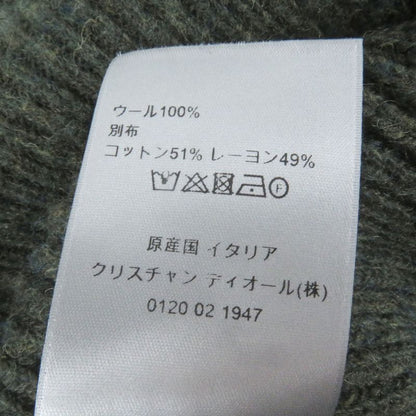 ウール100%
別布
コットン51% レーヨン49%
F
原産国 イタリア
クリスチャン ディオール(株)
0120 02 1947